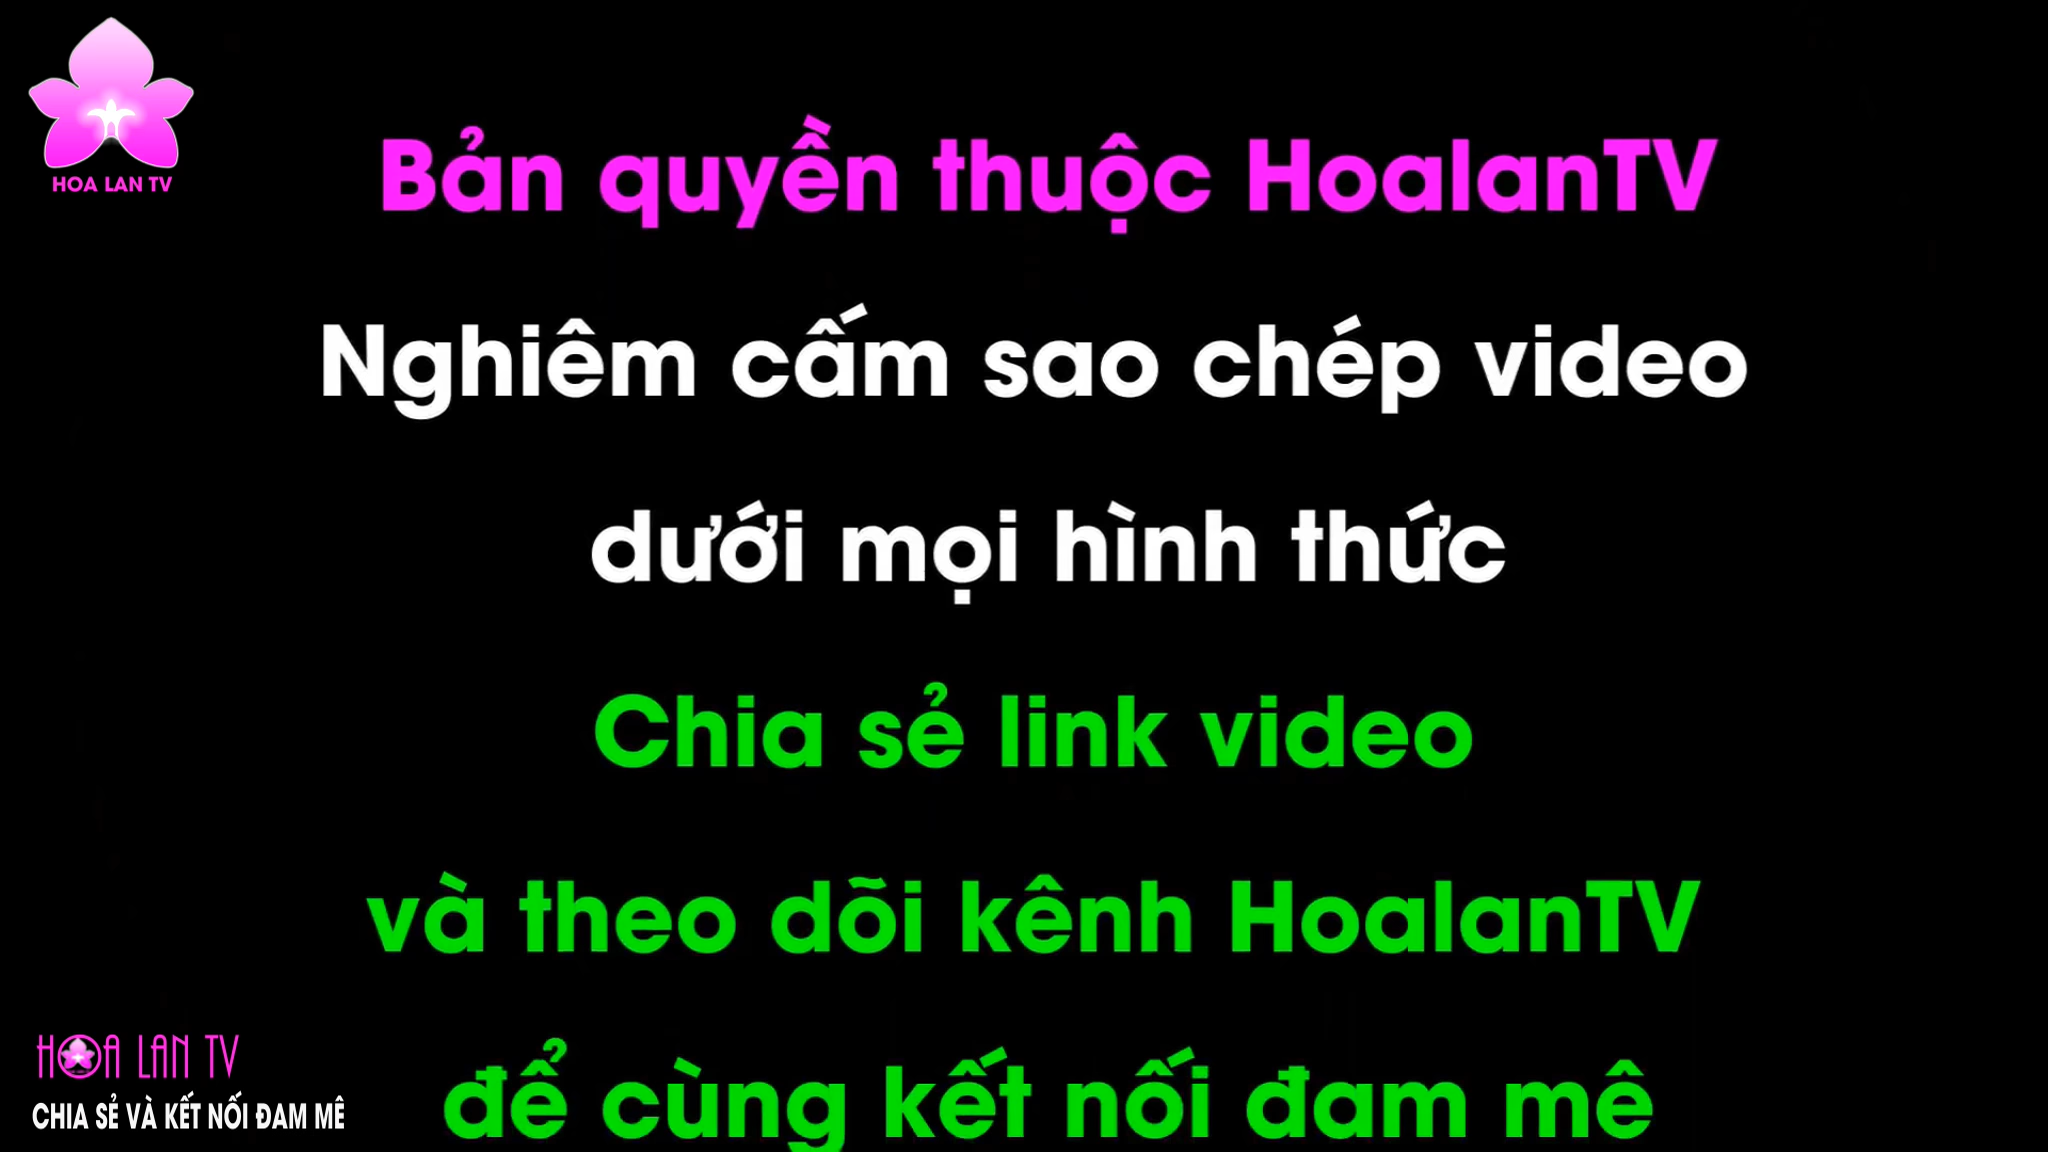 HOA LAN TV
Bản quyền thuộc HoalanTV
Nghiêm cấm sao chép video
dưới mọi hình thức
Chia sẻ link video
và theo dõi kênh HoalanTV
để cùng kết nối đam mê
HOA LAN TV
CHIA SẺ VÀ KẾT NỐI ĐAM MÊ